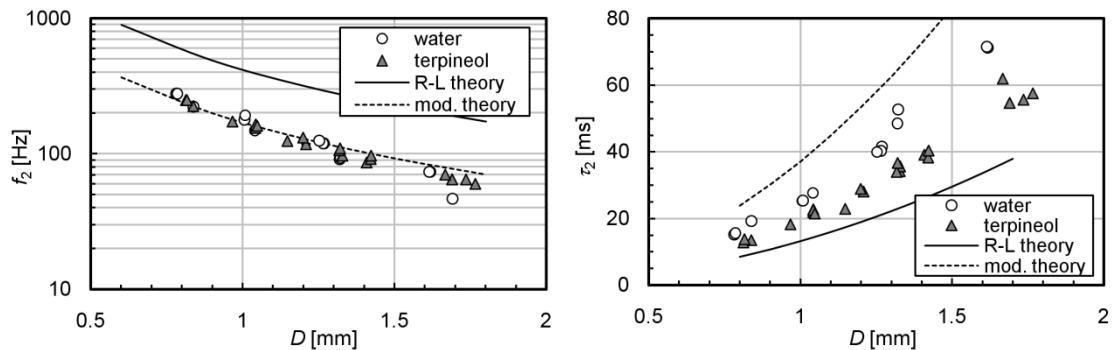 1000
100
10
f2 [Hz]
0.5 1 1.5 2
D [mm]
water
terpineol
R-L theory
mod. theory
80
60
40
20
0
τ2 [ms]
0.5 1 1.5 2
D [mm]
water
terpineol
R-L theory
mod. theory